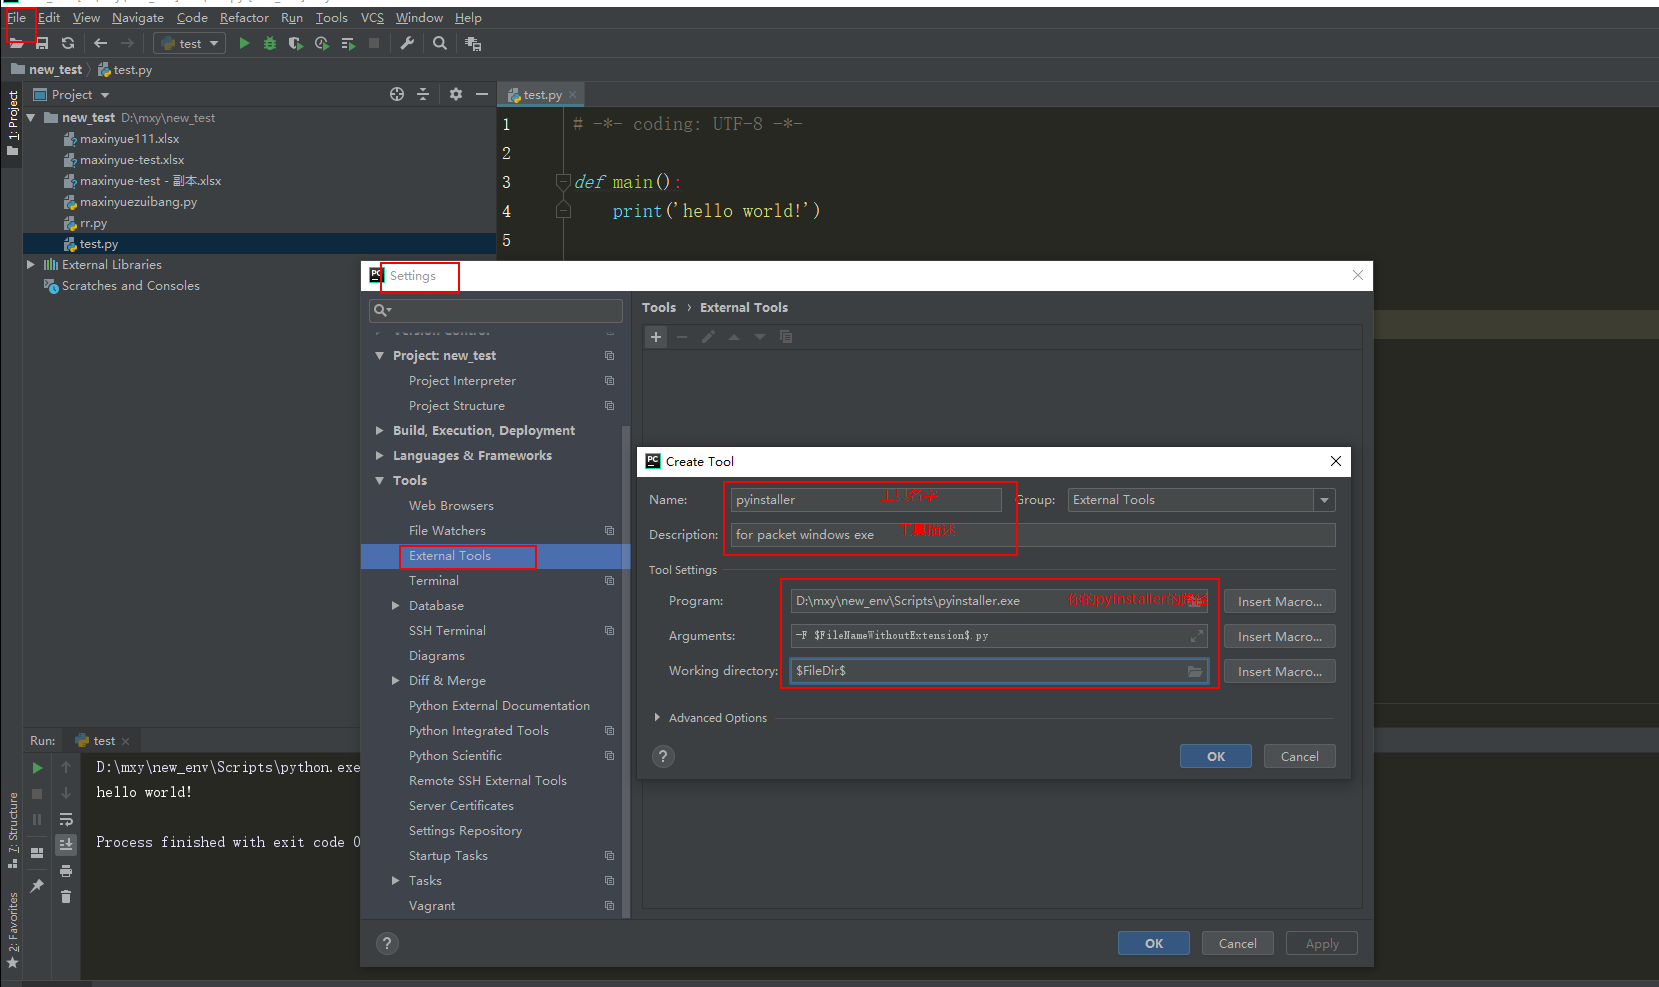 File Edit View Navigate Code Refactor Run Tools VCS Window Help
test
new_test test.py
1: Project
Project
new_test D:\mxy\new_test
maxinyue111.xlsx
maxinyue-test.xlsx
maxinyue-test - 副本.xlsx
maxinyuezuibang.py
rr.py
test.py
External Libraries
Scratches and Consoles
test.py
1 # -*- coding: UTF-8 -*-
2
3 def main():
4 print('hello world!')
5
Settings
Version Control
Project: new_test
Project Interpreter
Project Structure
Build, Execution, Deployment
Languages & Frameworks
Tools
Web Browsers
File Watchers
External Tools
Terminal
Database
SSH Terminal
Diagrams
Diff & Merge
Python External Documentation
Python Integrated Tools
Python Scientific
Remote SSH External Tools
Server Certificates
Settings Repository
Startup Tasks
Tasks
Vagrant
Tools › External Tools
Create Tool
Name: pyinstaller 工具名字 Group: External Tools
Description: for packet windows exe 工具描述
Tool Settings
Program: D:\mxy\new_env\Scripts\pyinstaller.exe 你的pyinstaller的路径 Insert Macro...
Arguments: -F $FileNameWithoutExtension$.py Insert Macro...
Working directory: $FileDir$ Insert Macro...
Advanced Options
? OK Cancel
? OK Cancel Apply
Run: test
D:\mxy\new_env\Scripts\python.exe
hello world!
Process finished with exit code 0
7: Structure
2: Favorites